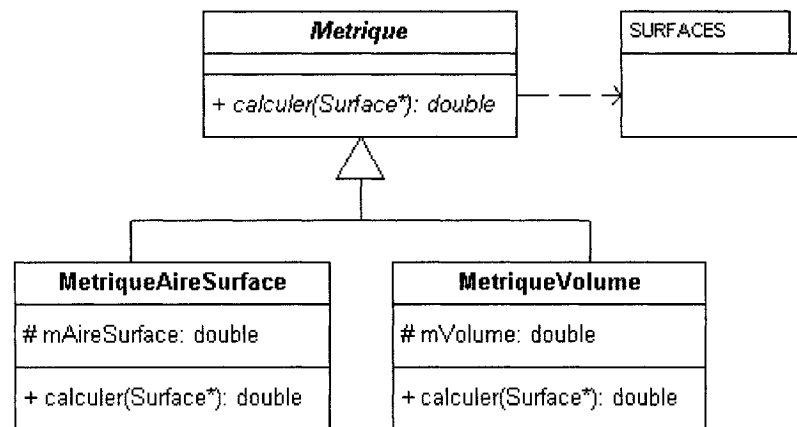 Metrique
SURFACES
+ calculer(Surface*): double
MetriqueAireSurface
MetriqueVolume
# mAireSurface: double
# mVolume: double
+ calculer(Surface*): double
+ calculer(Surface*): double